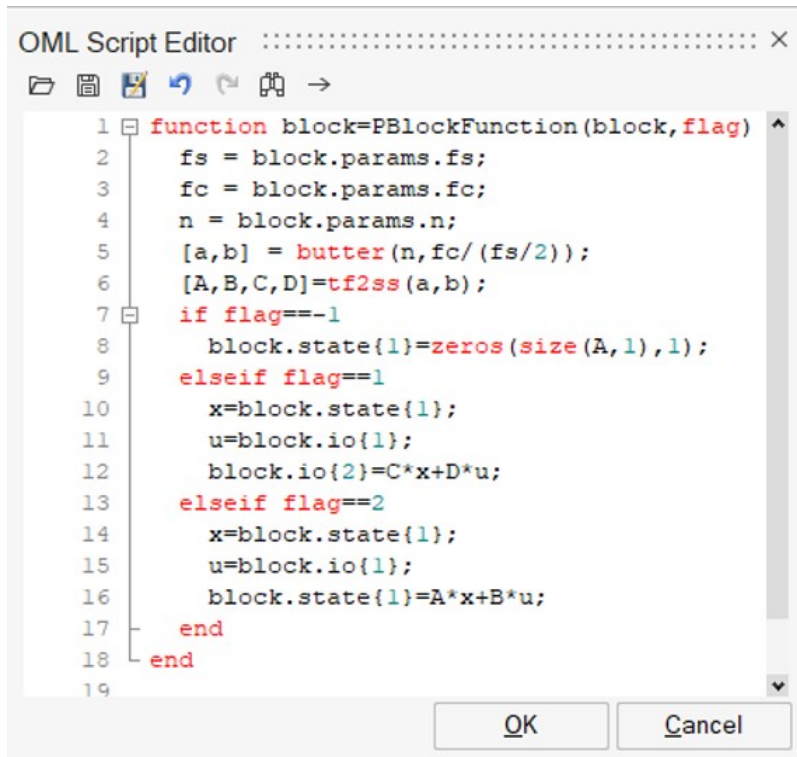 OML Script Editor
1 function block=PBlockFunction(block,flag)
2 fs = block.params.fs;
3 fc = block.params.fc;
4 n = block.params.n;
5 [a,b] = butter(n,fc/(fs/2));
6 [A,B,C,D]=tf2ss(a,b);
7 if flag==-1
8 block.state{1}=zeros(size(A,1),1);
9 elseif flag==1
10 x=block.state{1};
11 u=block.io{1};
12 block.io{2}=C*x+D*u;
13 elseif flag==2
14 x=block.state{1};
15 u=block.io{1};
16 block.state{1}=A*x+B*u;
17 end
18 end
19
OK Cancel